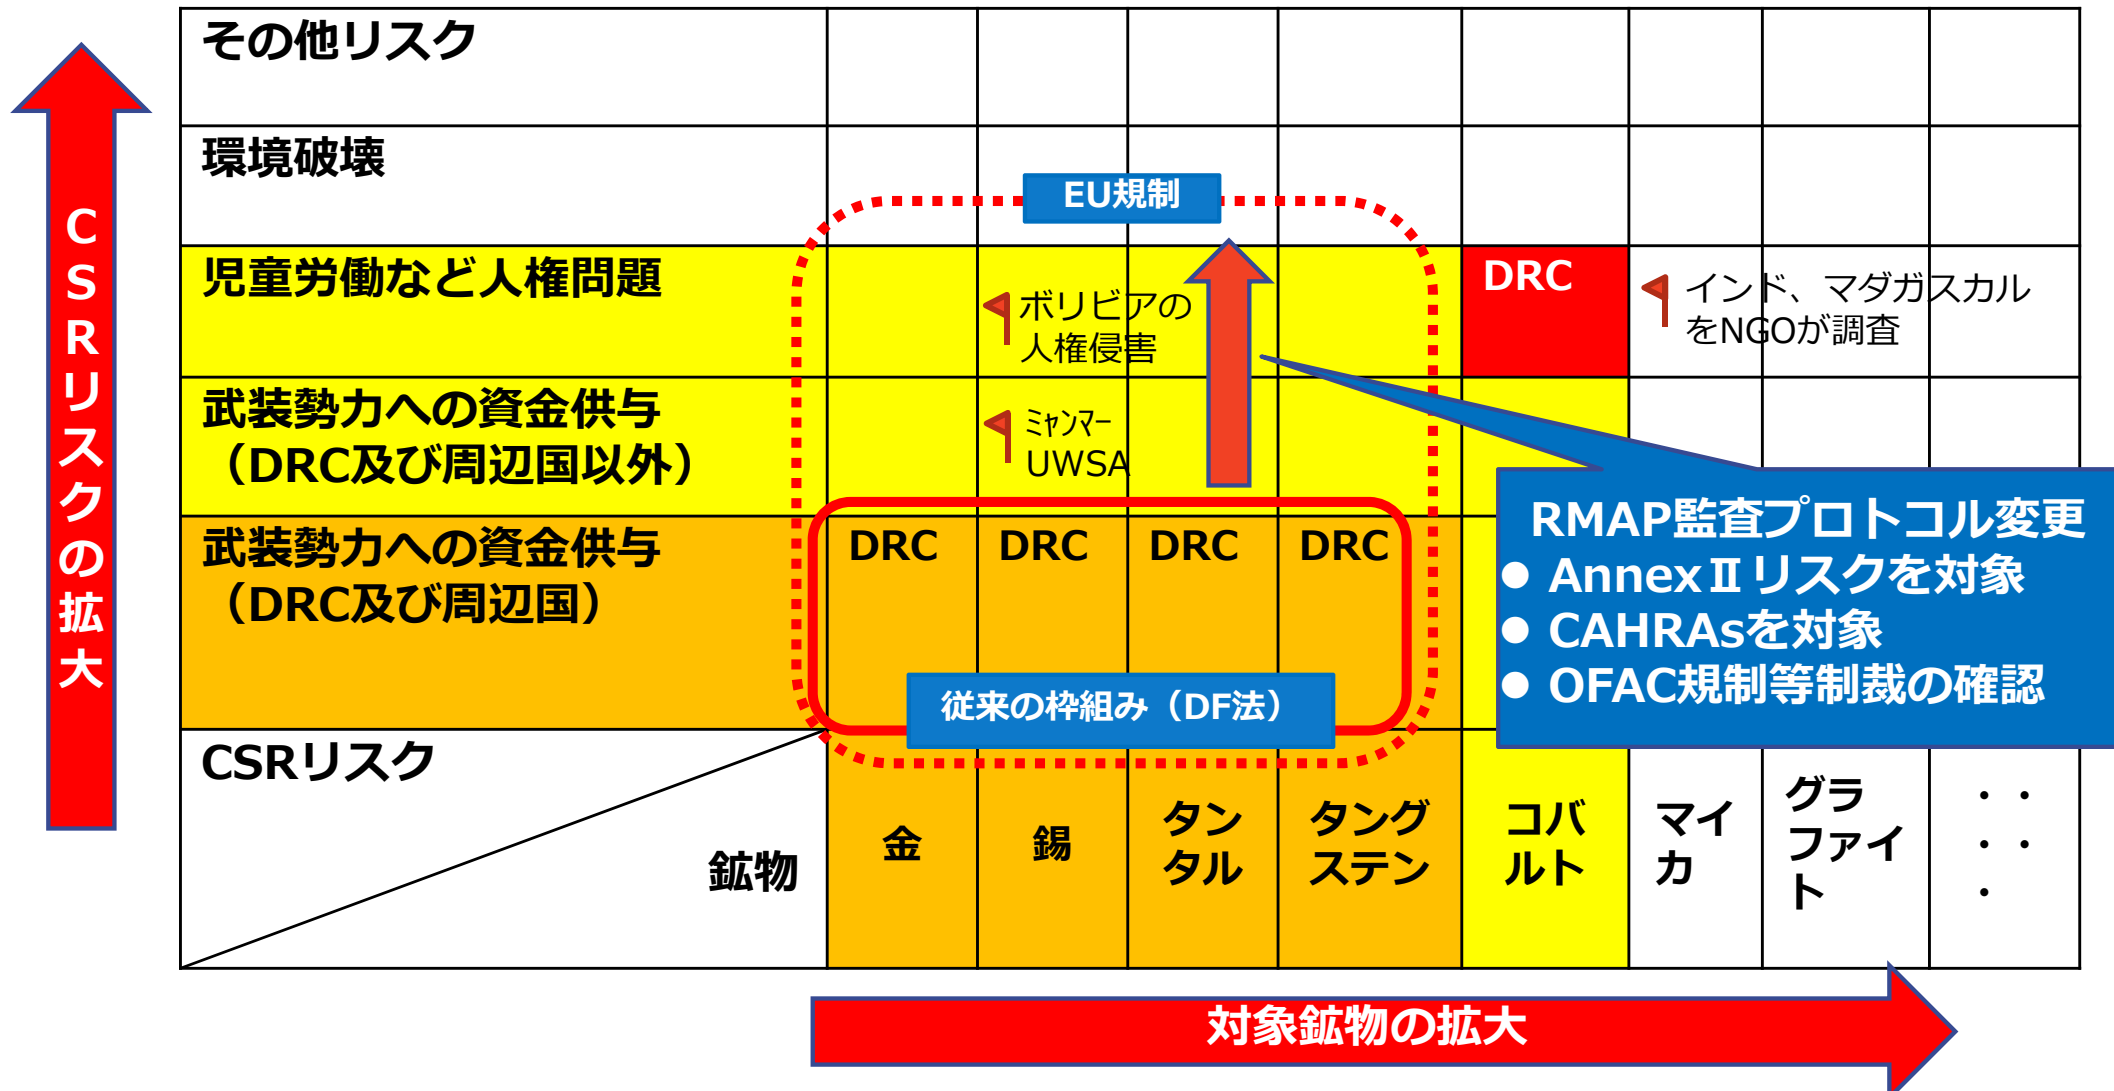 CSRリスクの拡大
その他リスク
環境破壊
EU規制
児童労働など人権問題
ボリビアの
人権侵害
DRC
インド、マダガスカル
をNGOが調査
武装勢力への資金供与
（DRC及び周辺国以外）
ﾐｬﾝﾏｰ
UWSA
武装勢力への資金供与
（DRC及び周辺国）
DRC DRC DRC DRC
従来の枠組み（DF法）
RMAP監査プロトコル変更
● AnnexⅡリスクを対象
● CAHRAsを対象
● OFAC規制等制裁の確認
CSRリスク
鉱物
金
錫
タン
タル
タング
ステン
コバ
ルト
マイ
カ
グラ
ファイ
ト
・・
・・
・
対象鉱物の拡大